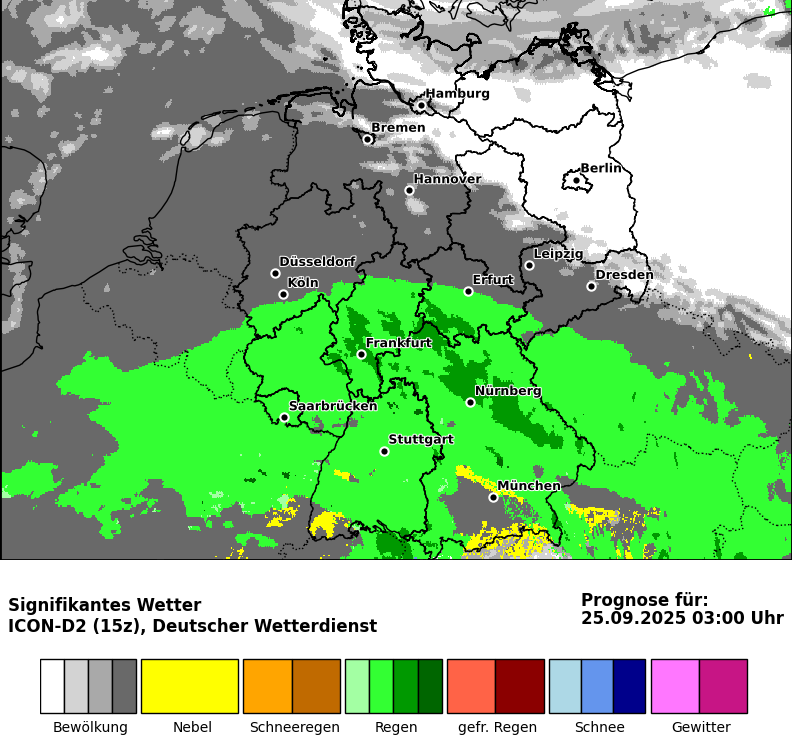 Hamburg
Bremen
Berlin
Hannover
Leipzig
Düsseldorf
Dresden
Köln
Erfurt
Frankfurt
Nürnberg
Saarbrücken
Stuttgart
München
Signifikantes Wetter
ICON-D2 (15z), Deutscher Wetterdienst
Prognose für:
25.09.2025 03:00 Uhr
Bewölkung
Nebel
Schneeregen
Regen
gefr. Regen
Schnee
Gewitter